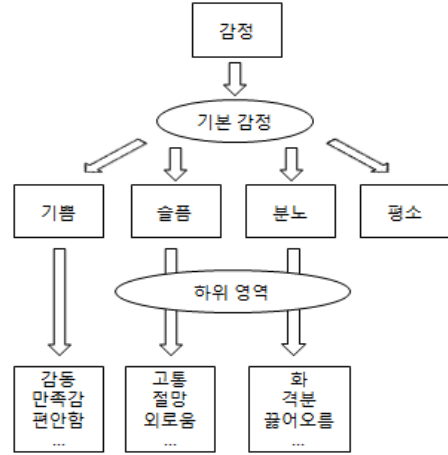 감정
기본 감정
기쁨
슬픔
분노
평소
하위 영역
감동
만족감
편안함
...
고통
절망
외로움
...
화
격분
끓어오름
...